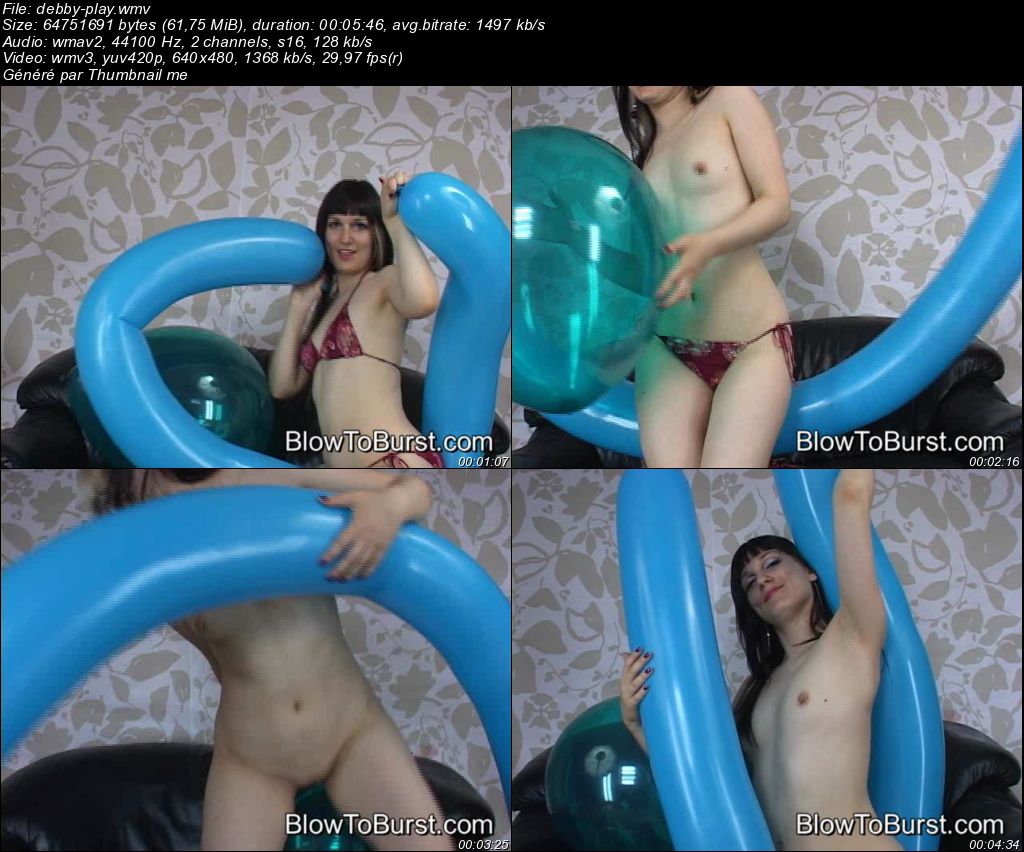 File: debby-play.wmv
Size: 64751691 bytes (61,75 MiB), duration: 00:05:46, avg.bitrate: 1497 kb/s
Audio: wmav2, 44100 Hz, 2 channels, s16, 128 kb/s
Video: wmv3, yuv420p, 640x480, 1368 kb/s, 29,97 fps(r)
Généré par Thumbnail me
BlowToBurst.com
00:01:07
BlowToBurst.com
00:02:16
BlowToBurst.com
00:03:25
BlowToBurst.com
00:04:34